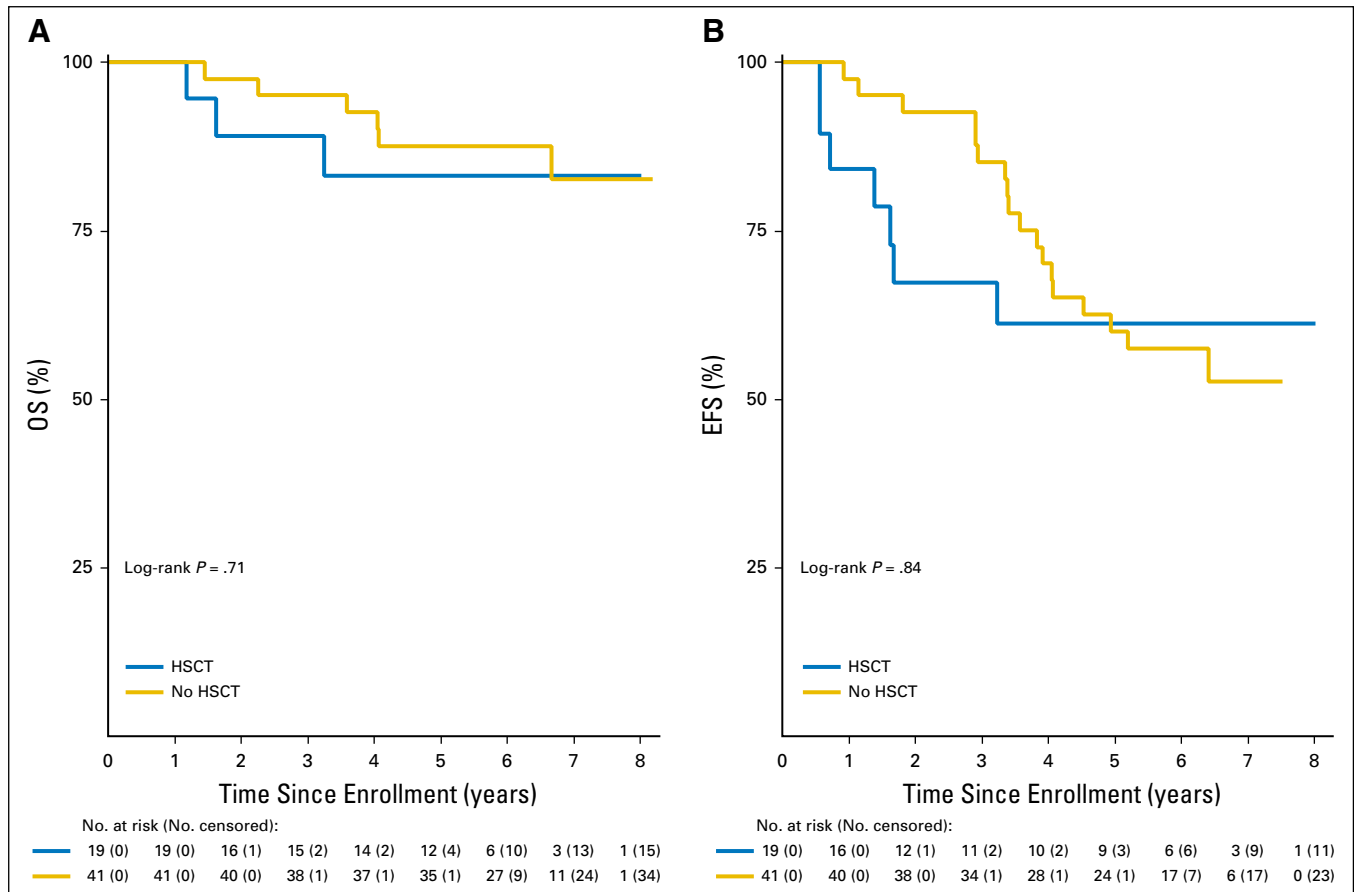 A
100
75
50
25
OS (%)
Log-rank P = .71
HSCT
No HSCT
0 1 2 3 4 5 6 7 8
Time Since Enrollment (years)
No. at risk (No. censored):
19 (0) 19 (0) 16 (1) 15 (2) 14 (2) 12 (4) 6 (10) 3 (13) 1 (15)
41 (0) 41 (0) 40 (0) 38 (1) 37 (1) 35 (1) 27 (9) 11 (24) 1 (34)
B
100
75
50
25
EFS (%)
Log-rank P = .84
HSCT
No HSCT
0 1 2 3 4 5 6 7 8
Time Since Enrollment (years)
No. at risk (No. censored):
19 (0) 16 (0) 12 (1) 11 (2) 10 (2) 9 (3) 6 (6) 3 (9) 1 (11)
41 (0) 40 (0) 38 (0) 34 (1) 28 (1) 24 (1) 17 (7) 6 (17) 0 (23)